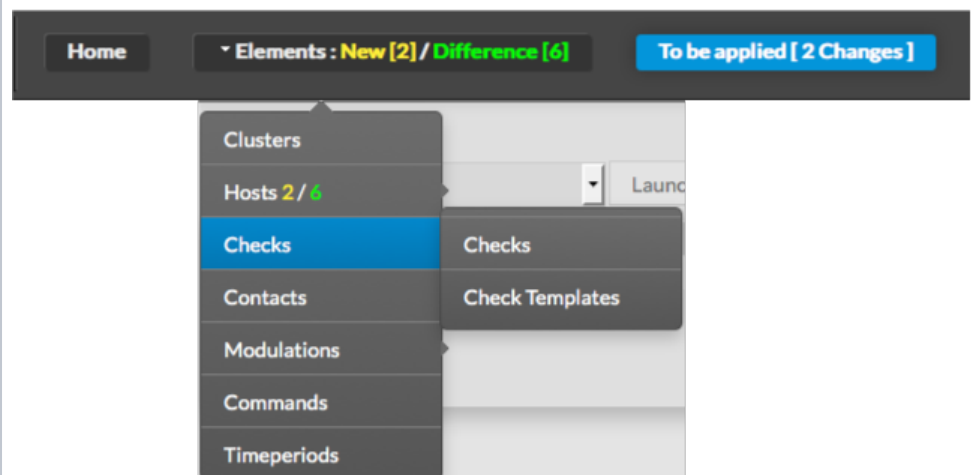 Home
Elements : New [2] / Difference [6]
To be applied [ 2 Changes ]
Clusters
Hosts 2 / 6
Launc
Checks
Checks
Contacts
Check Templates
Modulations
Commands
Timeperiods